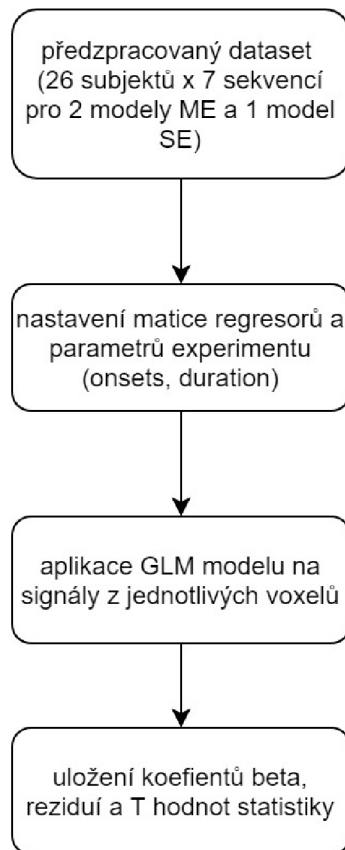 předzpracovaný dataset
(26 subjektů x 7 sekvencí
pro 2 modely ME a 1 model
SE)
nastavení matice regresorů a
parametrů experimentu
(onsets, duration)
aplikace GLM modelu na
signály z jednotlivých voxelů
uložení koefientů beta,
reziduí a T hodnot statistiky